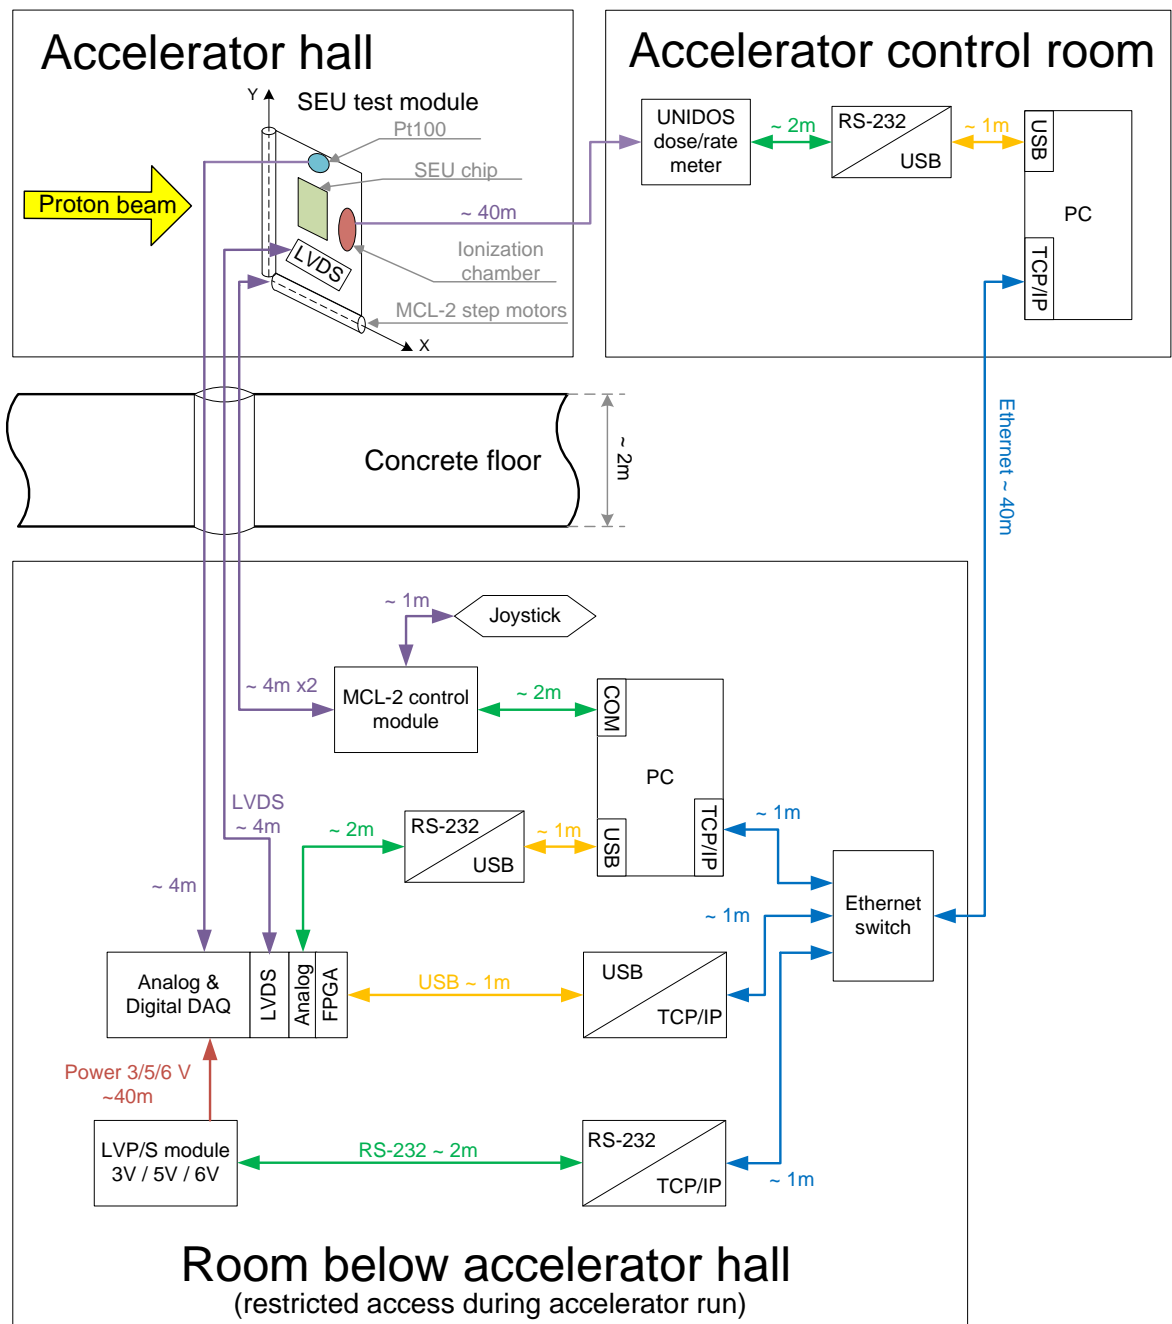 Accelerator hall
Y
SEU test module
Pt100
SEU chip
Proton beam
~ 40m
LVDS
Ionization
chamber
MCL-2 step motors
X
Accelerator control room
UNIDOS
dose/rate
meter
~ 2m
RS-232
USB
~ 1m
USB
PC
TCP/IP
Concrete floor
~ 2m
Ethernet ~ 40m
~ 1m
Joystick
~ 4m x2
MCL-2 control
module
~ 2m
COM
PC
TCP/IP
USB
LVDS
~ 4m
~ 2m
RS-232
USB
~ 1m
~ 1m
~ 4m
~ 1m
Ethernet
switch
Analog &
Digital DAQ
LVDS
Analog
FPGA
USB ~ 1m
USB
TCP/IP
Power 3/5/6 V
~40m
LVP/S module
3V / 5V / 6V
RS-232 ~ 2m
RS-232
TCP/IP
~ 1m
Room below accelerator hall
(restricted access during accelerator run)